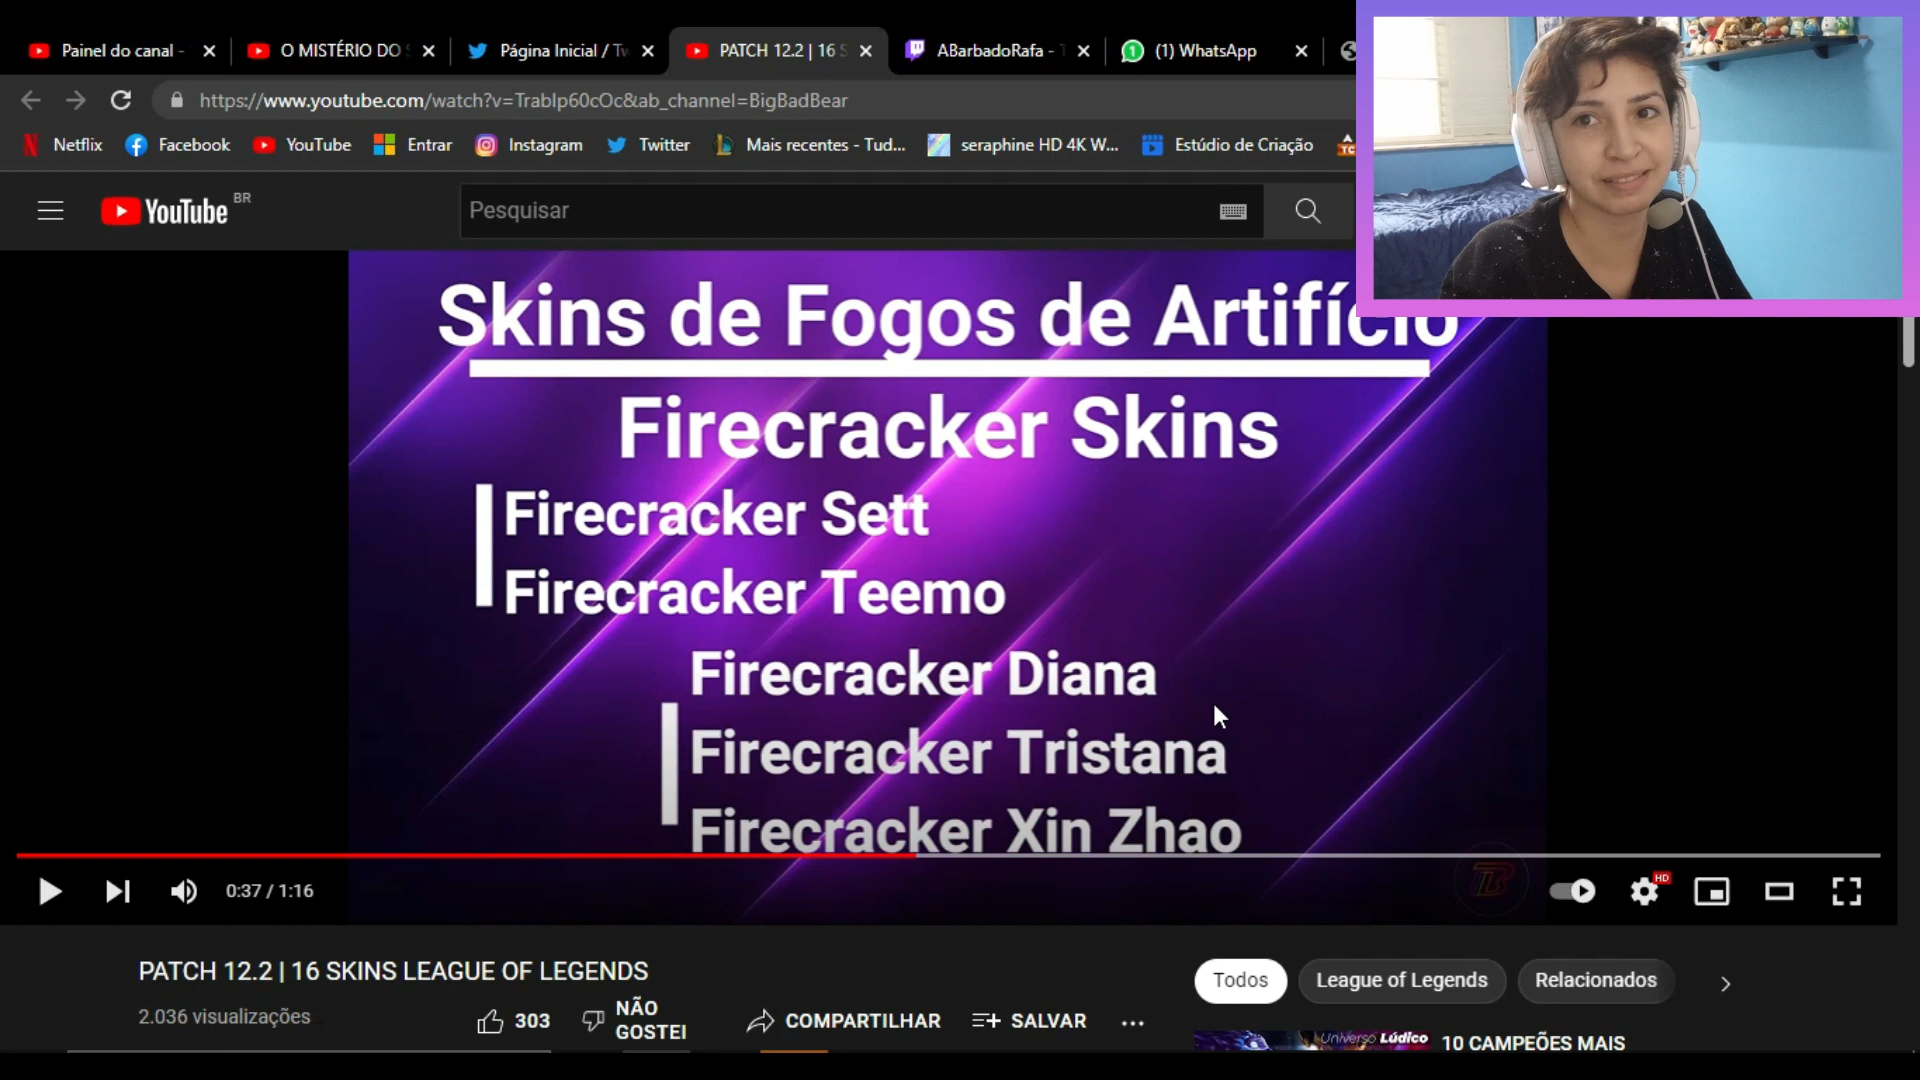 Painel do canal -
O MISTÉRIO DO
Página Inicial / Tw
PATCH 12.2 | 16 S
ABarbadoRafa - T
(1) WhatsApp
https://www.youtube.com/watch?v=TrabIp60cOc&ab_channel=BigBadBear
Netflix
Facebook
YouTube
Entrar
Instagram
Twitter
Mais recentes - Tud...
seraphine HD 4K W...
Estúdio de Criação
TC
YouTube BR
Pesquisar
Skins de Fogos de Artifício
Firecracker Skins
Firecracker Sett
Firecracker Teemo
Firecracker Diana
Firecracker Tristana
Firecracker Xin Zhao
0:37 / 1:16
HD
PATCH 12.2 | 16 SKINS LEAGUE OF LEGENDS
2.036 visualizações
303
NÃO
GOSTEI
COMPARTILHAR
SALVAR
Todos
League of Legends
Relacionados
Universo Lúdico
10 CAMPEÕES MAIS